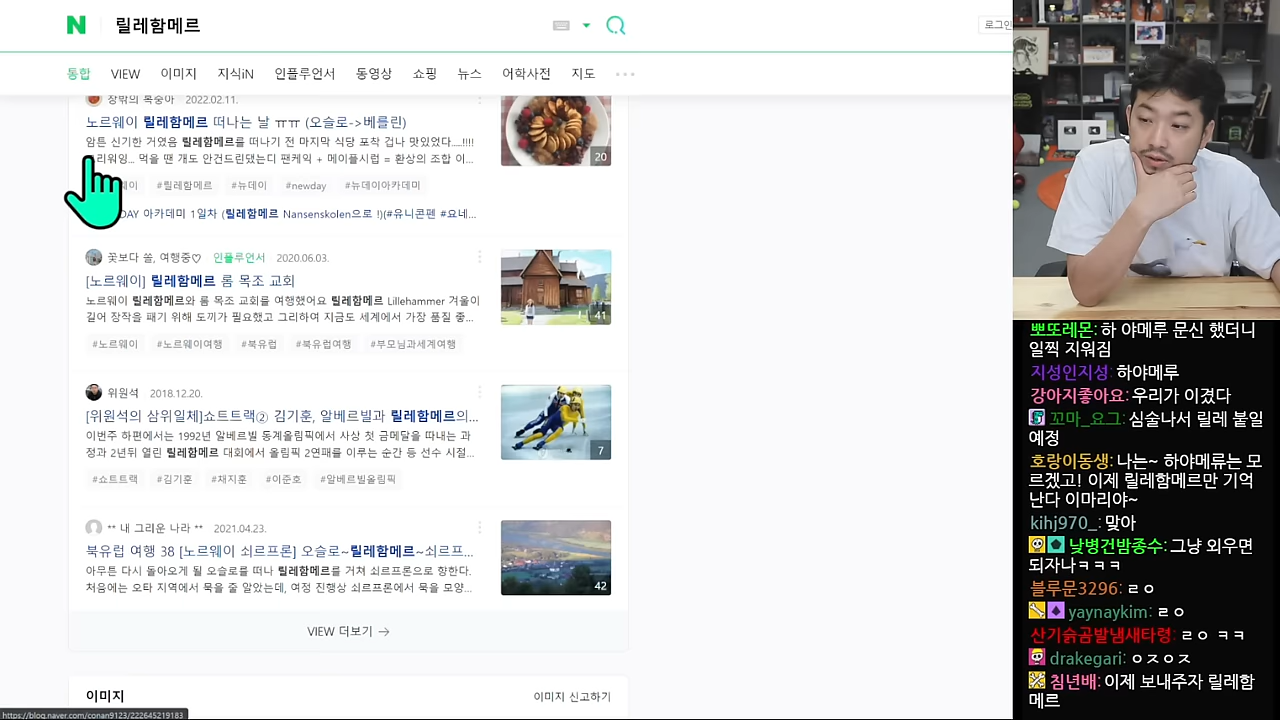 N 릴레함메르
로그인
통합 VIEW 이미지 지식iN 인플루언서 동영상 쇼핑 뉴스 어학사전 지도
장밖의 복숭아 2022.02.11.
노르웨이 릴레함메르 떠나는 날 ㅠㅠ (오슬로->베를린)
암튼 신기한 거였음 릴레함메르를 떠나기 전 마지막 식당 포착 겁나 맛있었다.....!!!!
먹을 땐 개도 안건드린댔는디 팬케익 + 메이플시럽 = 환상의 조합 이...
20
#릴레함메르 #뉴데이 #newday #뉴데이아카데미
DAY 아카데미 1일차 (릴레함메르 Nansenskolen으로 !)(#유니콘펜 #요네...
꽃보다 쏠, 여행중♡ 인플루언서 2020.06.03.
[노르웨이] 릴레함메르 롬 목조 교회
노르웨이 릴레함메르와 롬 목조 교회를 여행했어요 릴레함메르 Lillehammer 겨울이
길어 장작을 패기 위해 도끼가 필요했고 그리하여 지금도 세계에서 가장 품질 좋...
41
#노르웨이 #노르웨이여행 #북유럽 #북유럽여행 #부모님과세계여행
위원석 2018.12.20.
[위원석의 삼위일체]쇼트트랙② 김기훈, 알베르빌과 릴레함메르의...
이번주 하편에서는 1992년 알베르빌 동계올림픽에서 사상 첫 금메달을 따내는 과
정과 2년뒤 열린 릴레함메르 대회에서 올림픽 2연패를 이루는 순간 등 선수 시절...
7
#쇼트트랙 #김기훈 #채지훈 #이준호 #알베르빌올림픽
** 내 그리운 나라 ** 2021.04.23.
북유럽 여행 38 [노르웨이 쇠르프론] 오슬로~릴레함메르~쇠르프...
아무튼 다시 돌아오게 될 오슬로를 떠나 릴레함메르를 거쳐 쇠르프론으로 향한다.
처음에는 오타 지역에서 묵을 줄 알았는데, 여정 진행상 쇠르프론에서 묵을 모양...
42
VIEW 더보기 →
이미지
이미지 신고하기
https://blog.naver.com/conan9123/222645219183
뽀또레몬: 하 야메루 문신 했더니
일찍 지워짐
지성인지성: 하야메루
강아지좋아요: 우리가 이겼다
꼬마_요그: 심술나서 릴레 붙일
예정
호랑이동생: 나는~ 하야메류는 모
르겠고! 이제 릴레함메르만 기억
난다 이마리야~
kihj970_: 맞아
낮병건밤종수: 그냥 외우면
되자나ㅋㅋㅋ
블루문3296: ㄹㅇ
yaynaykim: ㄹㅇ
산기슭곰발냄새타령: ㄹㅇ ㅋㅋ
drakegari: ㅇㅈㅇㅈ
침년배: 이제 보내주자 릴레함
메르